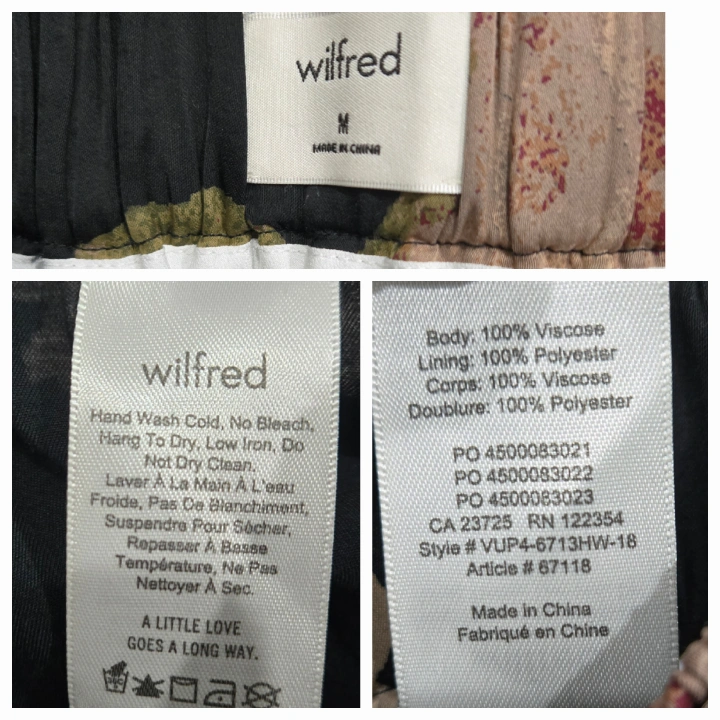 wilfred
M
MADE IN CHINA
wilfred
Hand Wash Cold, No Bleach,
Hang To Dry, Low Iron, Do
Not Dry Clean.
Laver À La Main À L'eau
Froide, Pas De Blanchiment,
Suspendre Pour Sécher,
Repasser À Basse
Température, Ne Pas
Nettoyer À Sec.
A LITTLE LOVE
GOES A LONG WAY.
Body: 100% Viscose
Lining: 100% Polyester
Corps: 100% Viscose
Doublure: 100% Polyester
PO 4500083021
PO 4500083022
PO 4500083023
CA 23725 RN 122354
Style # VUP4-6713HW-18
Article # 67118
Made in China
Fabriqué en Chine